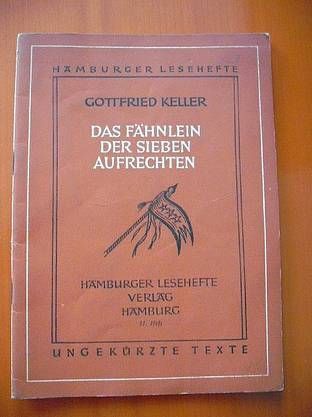 HAMBURGER LESEHEFTE
GOTTFRIED KELLER
DAS FÄHNLEIN
DER SIEBEN
AUFRECHTEN
HAMBURGER LESEHEFTE
VERLAG
HAMBURG
UNGEKÜRZTE TEXTE